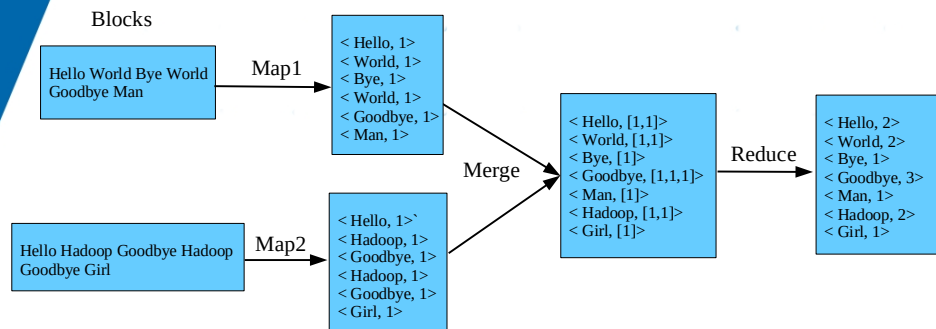 Blocks
Hello World Bye World
Goodbye Man
Map1
< Hello, 1>
< World, 1>
< Bye, 1>
< World, 1>
< Goodbye, 1>
< Man, 1>
Hello Hadoop Goodbye Hadoop
Goodbye Girl
Map2
< Hello, 1>`
< Hadoop, 1>
< Goodbye, 1>
< Hadoop, 1>
< Goodbye, 1>
< Girl, 1>
Merge
< Hello, [1,1]>
< World, [1,1]>
< Bye, [1]>
< Goodbye, [1,1,1]>
< Man, [1]>
< Hadoop, [1,1]>
< Girl, [1]>
Reduce
< Hello, 2>
< World, 2>
< Bye, 1>
< Goodbye, 3>
< Man, 1>
< Hadoop, 2>
< Girl, 1>